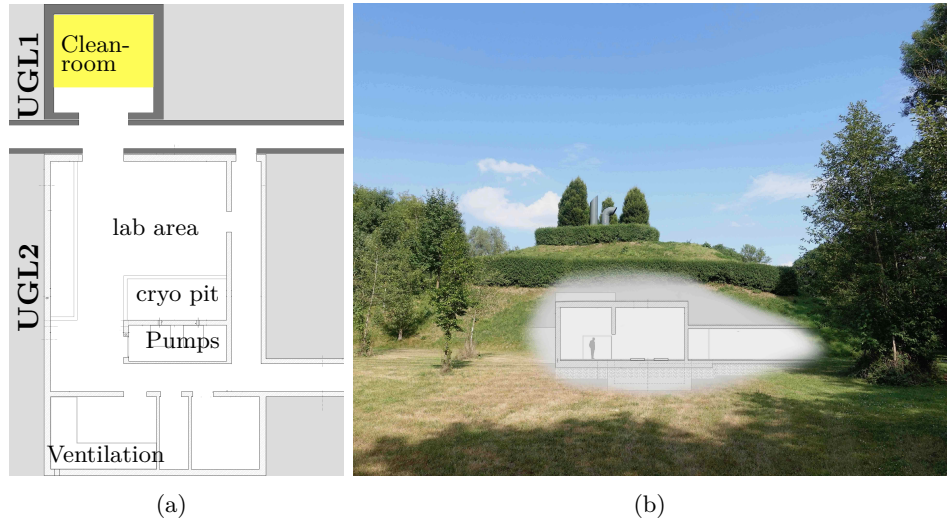 UGL1
Clean-
room
UGL2
lab area
cryo pit
Pumps
Ventilation
(a)
(b)